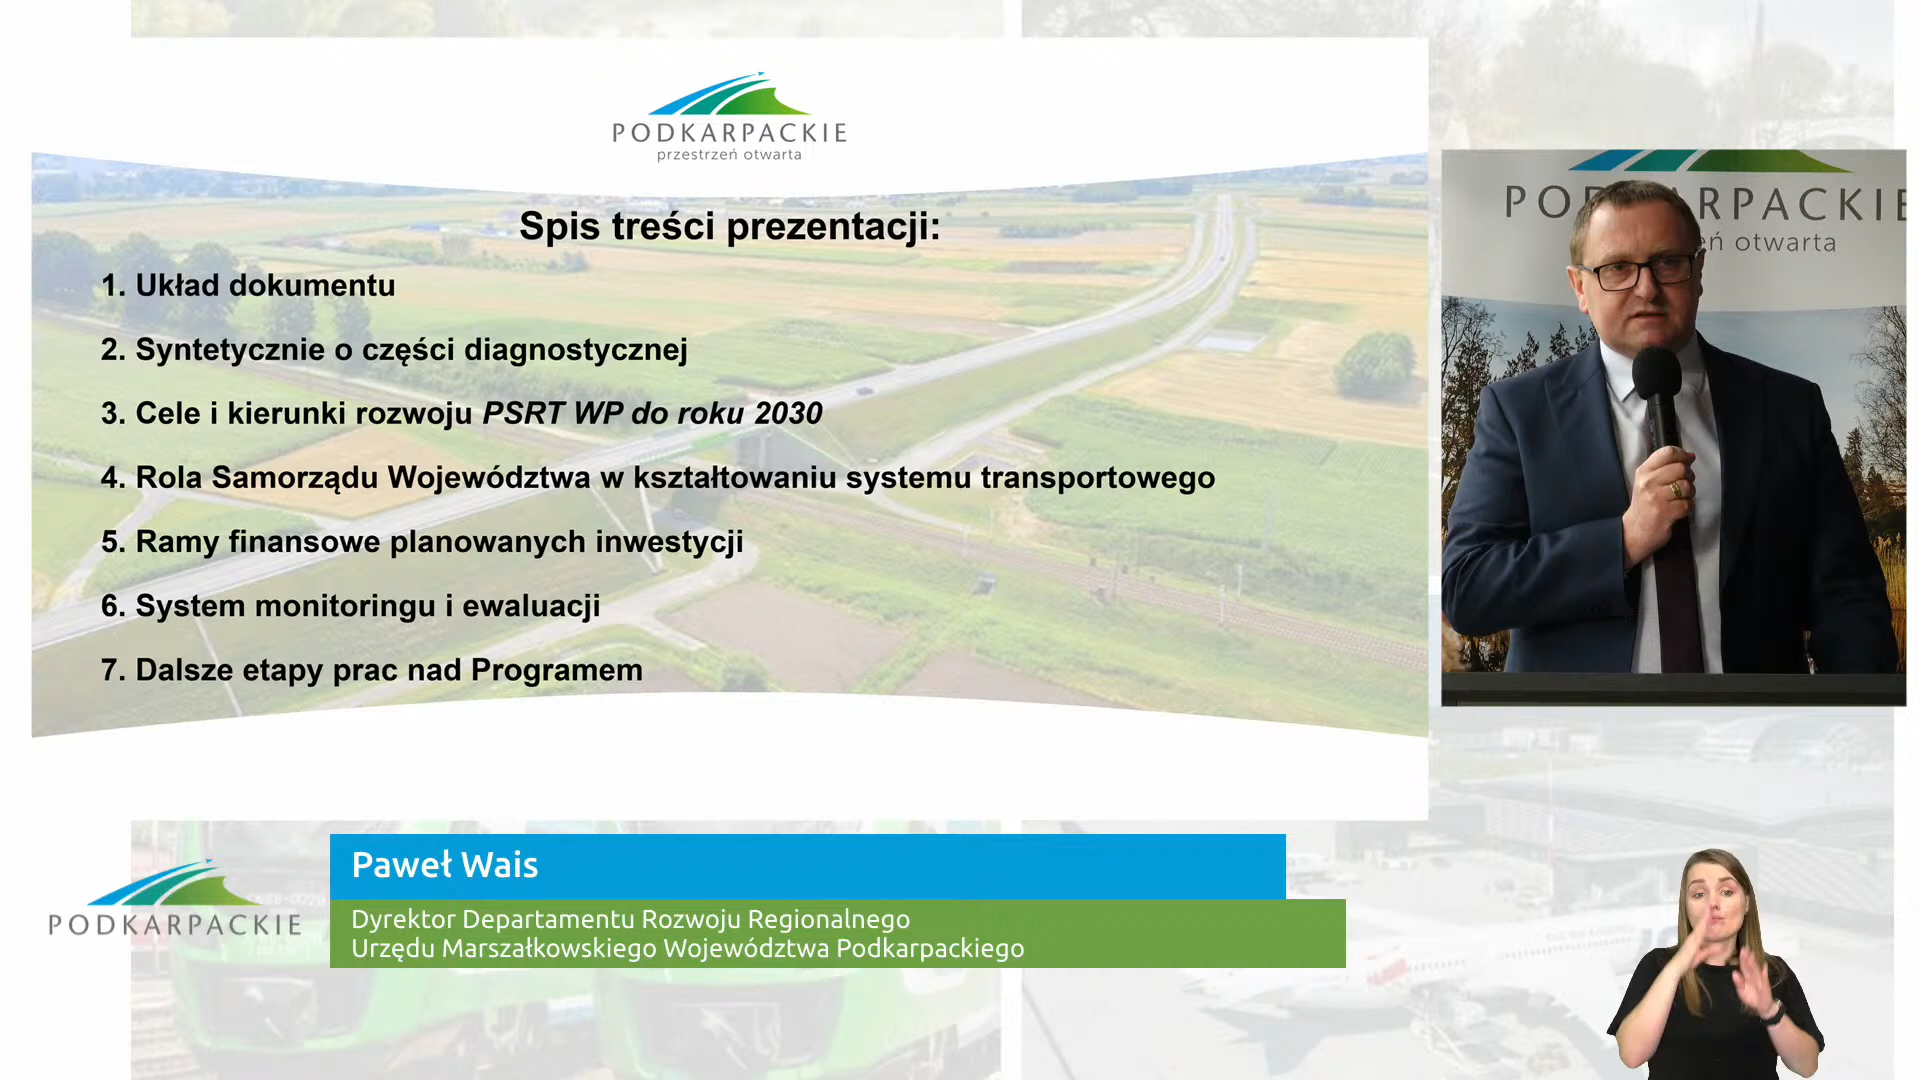 PODKARPACKIE
przestrzeń otwarta
Spis treści prezentacji:
1. Układ dokumentu
2. Syntetycznie o części diagnostycznej
3. Cele i kierunki rozwoju PSRT WP do roku 2030
4. Rola Samorządu Województwa w kształtowaniu systemu transportowego
5. Ramy finansowe planowanych inwestycji
6. System monitoringu i ewaluacji
7. Dalsze etapy prac nad Programem
otwarta
PODKARPACKIE
Paweł Wais
Dyrektor Departamentu Rozwoju Regionalnego
Urzędu Marszałkowskiego Województwa Podkarpackiego